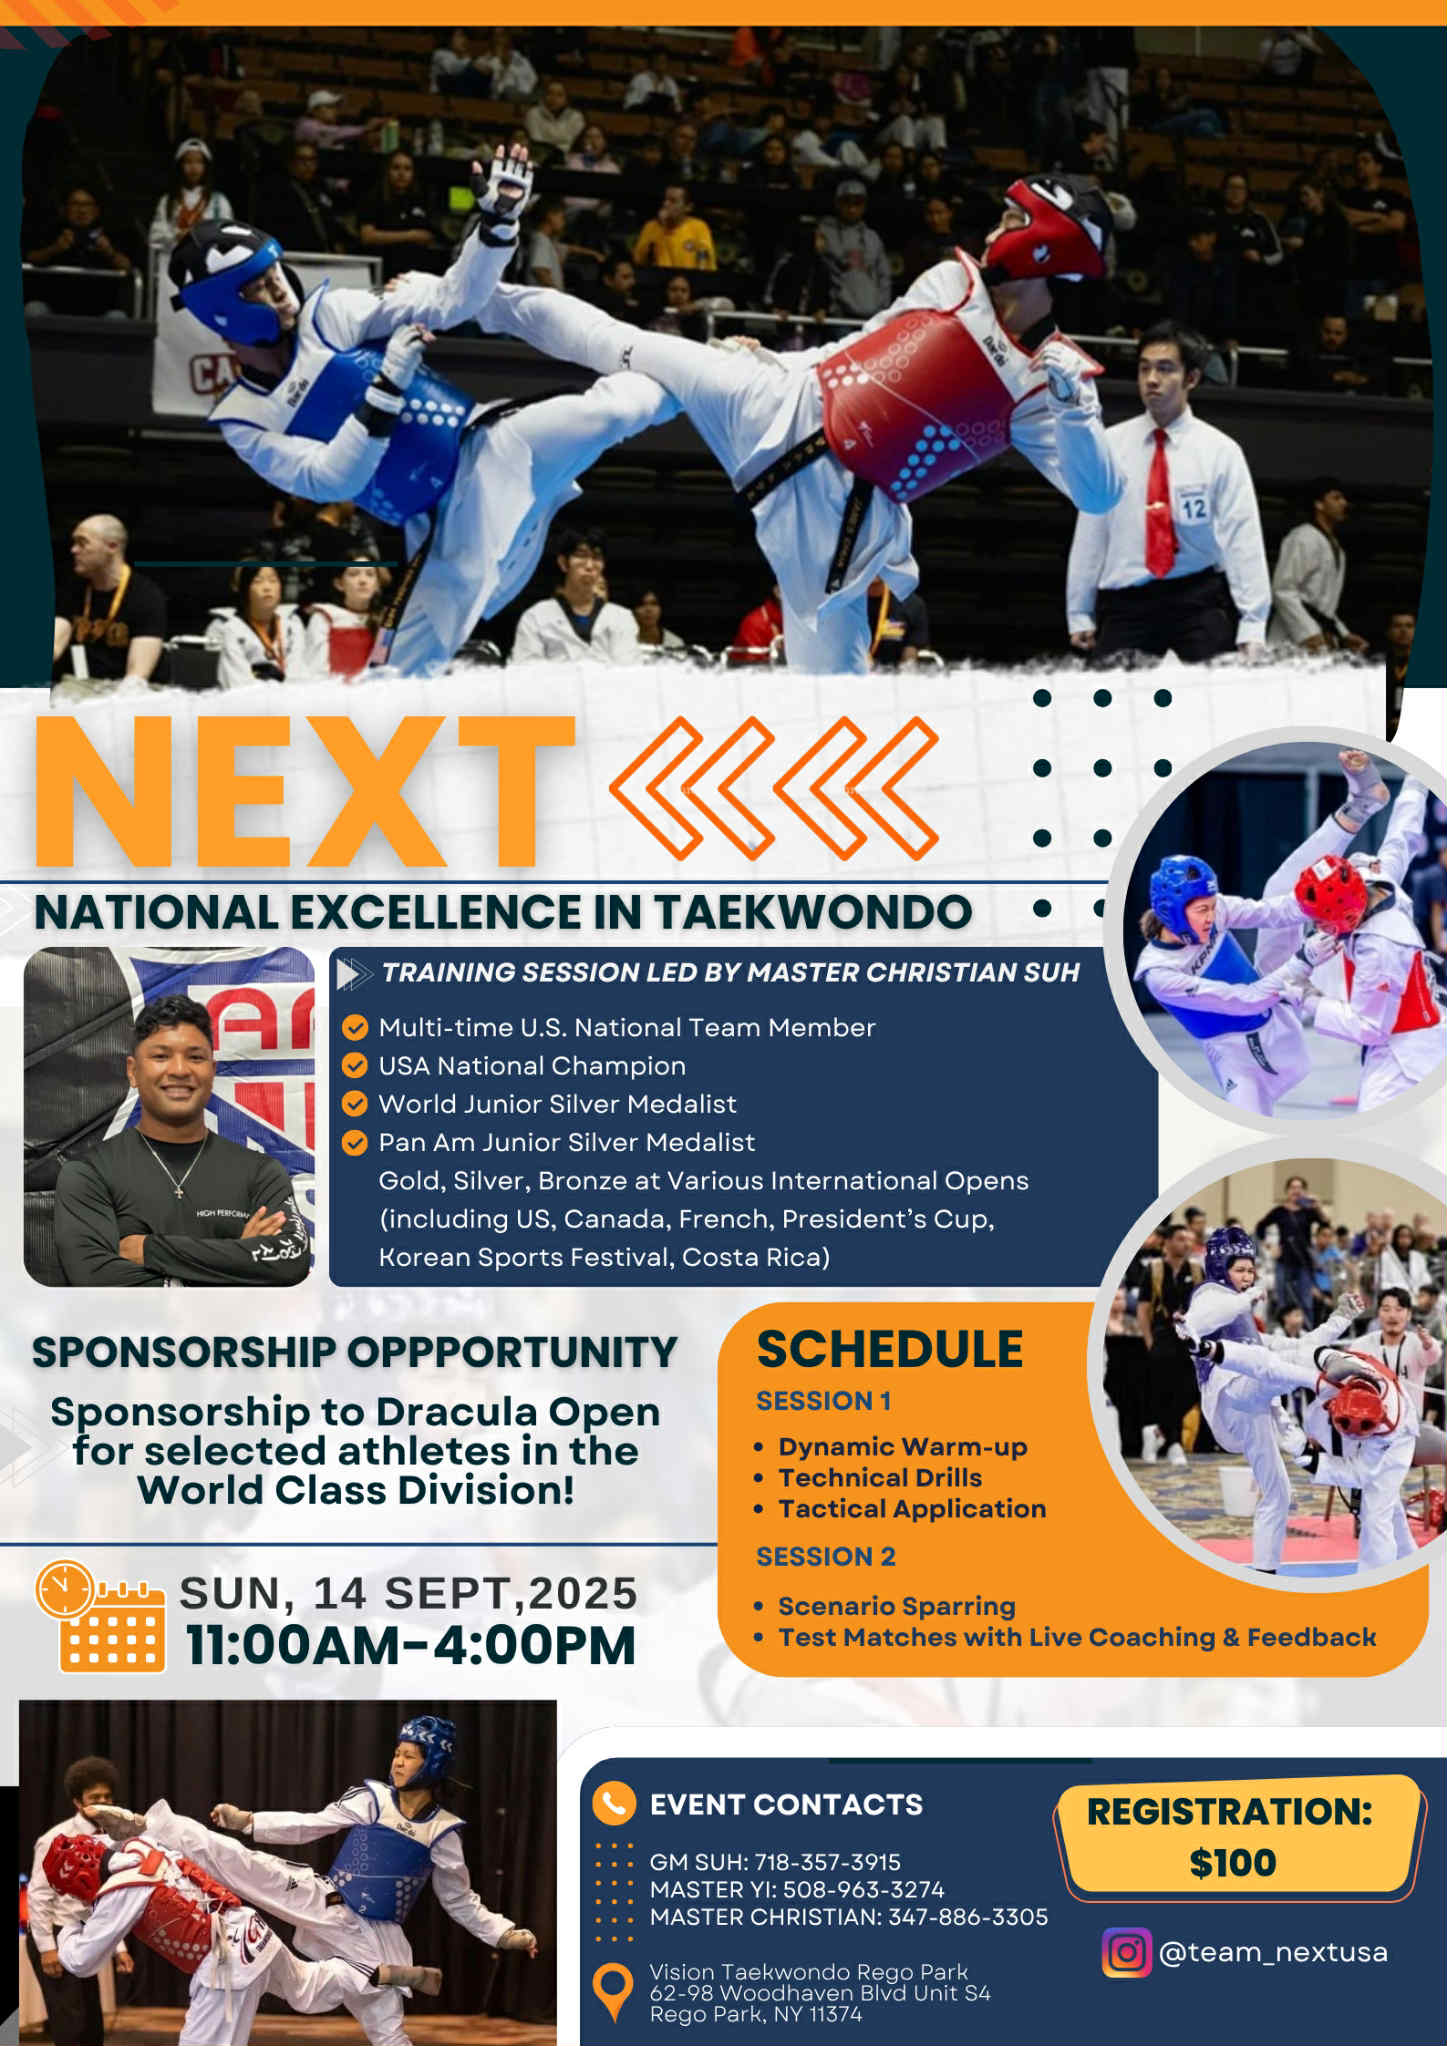 12
NEXT
NATIONAL EXCELLENCE IN TAEKWONDO
TRAINING SESSION LED BY MASTER CHRISTIAN SUH
Multi-time U.S. National Team Member
USA National Champion
World Junior Silver Medalist
Pan Am Junior Silver Medalist
Gold, Silver, Bronze at Various International Opens
(including US, Canada, French, President's Cup,
Korean Sports Festival, Costa Rica)
SPONSORSHIP OPPPORTUNITY
Sponsorship to Dracula Open
for selected athletes in the
World Class Division!
SUN, 14 SEPT,2025
11:00AM-4:00PM
SCHEDULE
SESSION 1
• Dynamic Warm-up
• Technical Drills
• Tactical Application
SESSION 2
• Scenario Sparring
• Test Matches with Live Coaching & Feedback
EVENT CONTACTS
GM SUH: 718-357-3915
MASTER YI: 508-963-3274
MASTER CHRISTIAN: 347-886-3305
Vision Taekwondo Rego Park
62-98 Woodhaven Blvd Unit S4
Rego Park, NY 11374
REGISTRATION:
$100
@team_nextusa